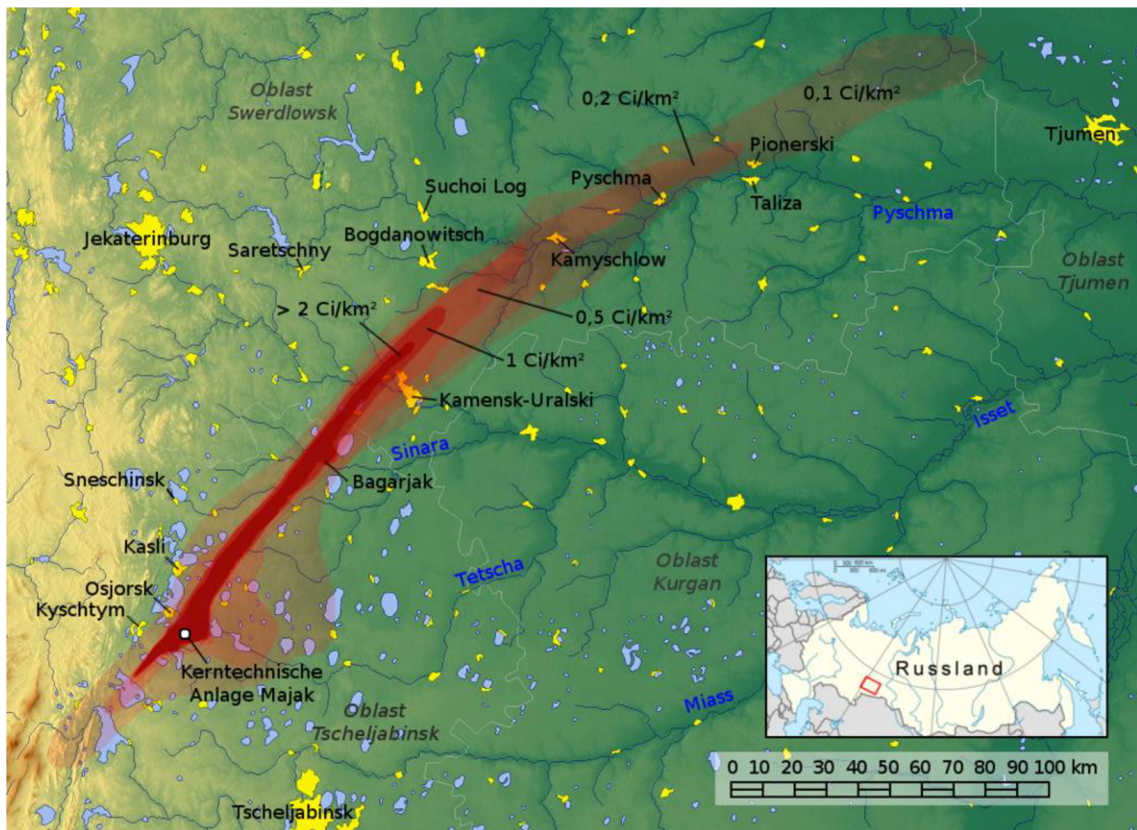 Oblast
Swerdlowsk
0,2 Ci/km²
0,1 Ci/km²
Tjumen
Pionerski
Pyschma
Taliza
Suchoi Log
Pyschma
Jekaterinburg
Bogdanowitsch
Saretschny
Kamyschlow
Oblast
Tjumen
> 2 Ci/km²
0,5 Ci/km²
1 Ci/km²
Kamensk-Uralski
Isset
Sinara
Bagarjak
Sneschinsk
Kasli
Tetscha
Oblast
Kurgan
Osjorsk
Kyschtym
Kerntechnische
Anlage Majak
Russland
Miass
Oblast
Tscheljabinsk
0 10 20 30 40 50 60 70 80 90 100 km
Tscheljabinsk